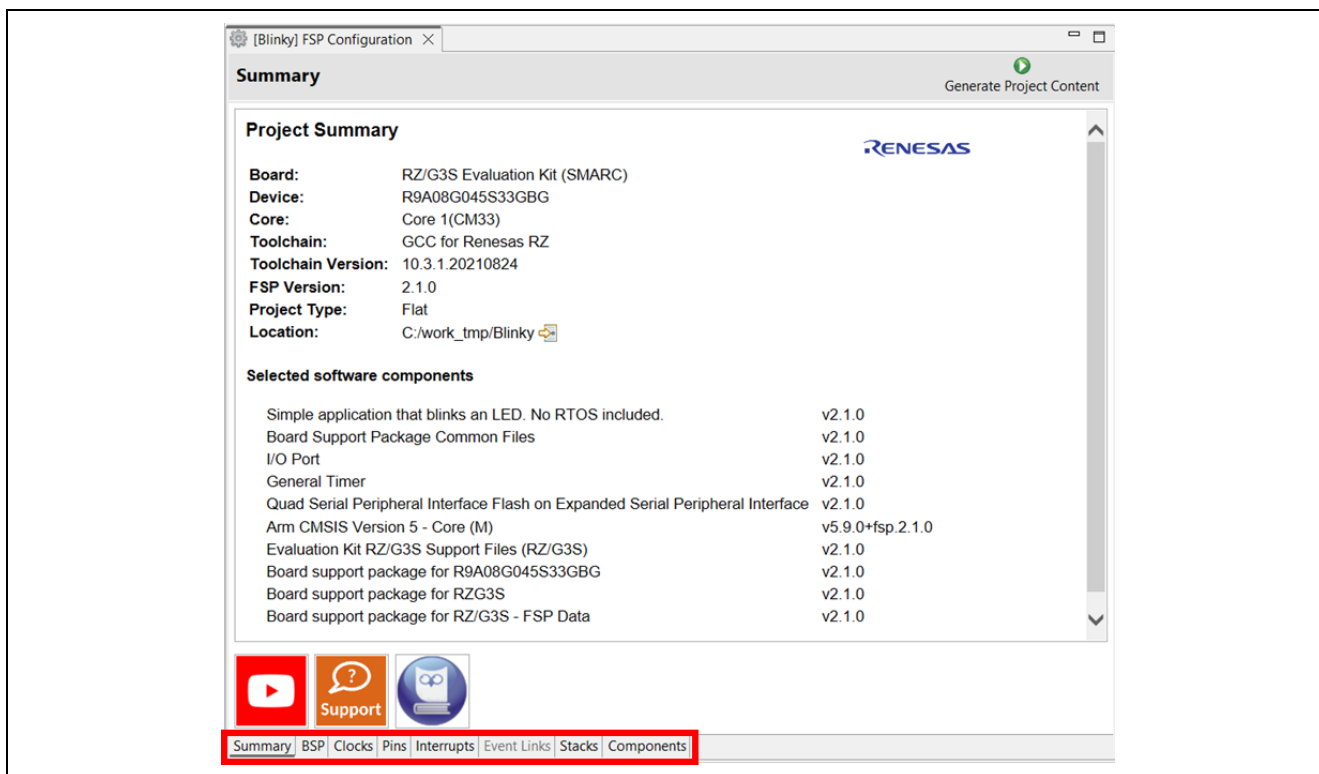 [Blinky] FSP Configuration
Summary
Generate Project Content
Project Summary
RENESAS
Board: RZ/G3S Evaluation Kit (SMARC)
Device: R9A08G045S33GBG
Core: Core 1(CM33)
Toolchain: GCC for Renesas RZ
Toolchain Version: 10.3.1.20210824
FSP Version: 2.1.0
Project Type: Flat
Location: C:/work_tmp/Blinky
Selected software components
Simple application that blinks an LED. No RTOS included. v2.1.0
Board Support Package Common Files v2.1.0
I/O Port v2.1.0
General Timer v2.1.0
Quad Serial Peripheral Interface Flash on Expanded Serial Peripheral Interface v2.1.0
Arm CMSIS Version 5 - Core (M) v5.9.0+fsp.2.1.0
Evaluation Kit RZ/G3S Support Files (RZ/G3S) v2.1.0
Board support package for R9A08G045S33GBG v2.1.0
Board support package for RZG3S v2.1.0
Board support package for RZ/G3S - FSP Data v2.1.0
? Support
Summary BSP Clocks Pins Interrupts Event Links Stacks Components